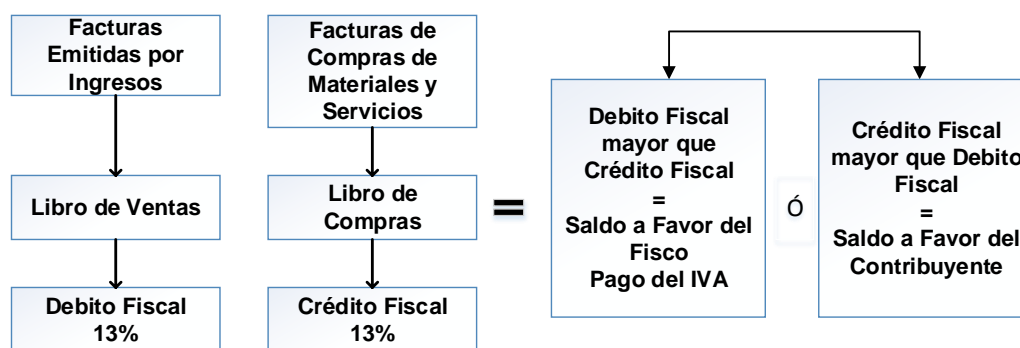 Facturas
Emitidas por
Ingresos
Libro de Ventas
Debito Fiscal
13%
Facturas de
Compras de
Materiales y
Servicios
Libro de
Compras
Crédito Fiscal
13%
=
Debito Fiscal
mayor que
Crédito Fiscal
=
Saldo a Favor del
Fisco
Pago del IVA
Ó
Crédito Fiscal
mayor que Debito
Fiscal
=
Saldo a Favor del
Contribuyente